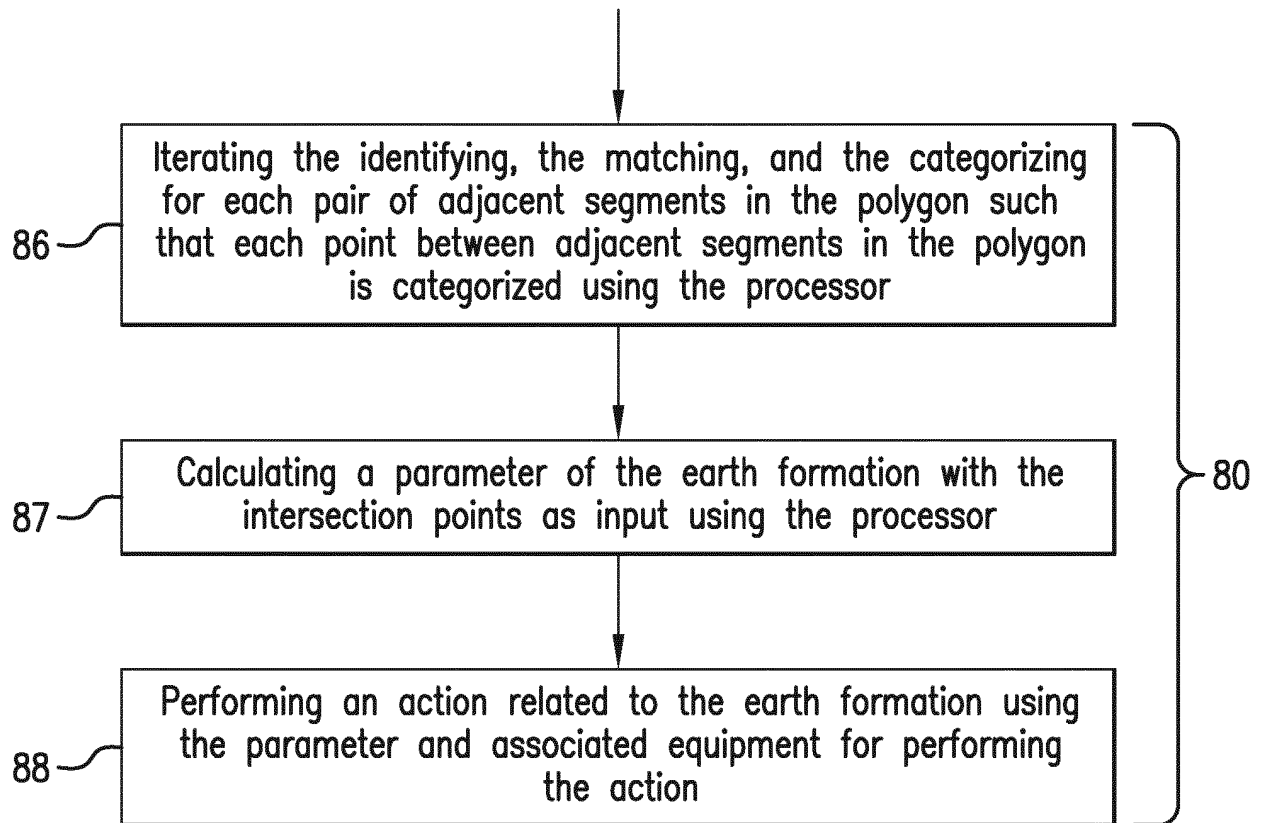 Iterating the identifying, the matching, and the categorizing
for each pair of adjacent segments in the polygon such
that each point between adjacent segments in the polygon
is categorized using the processor
86
Calculating a parameter of the earth formation with the
intersection points as input using the processor
87
80
Performing an action related to the earth formation using
the parameter and associated equipment for performing
the action
88